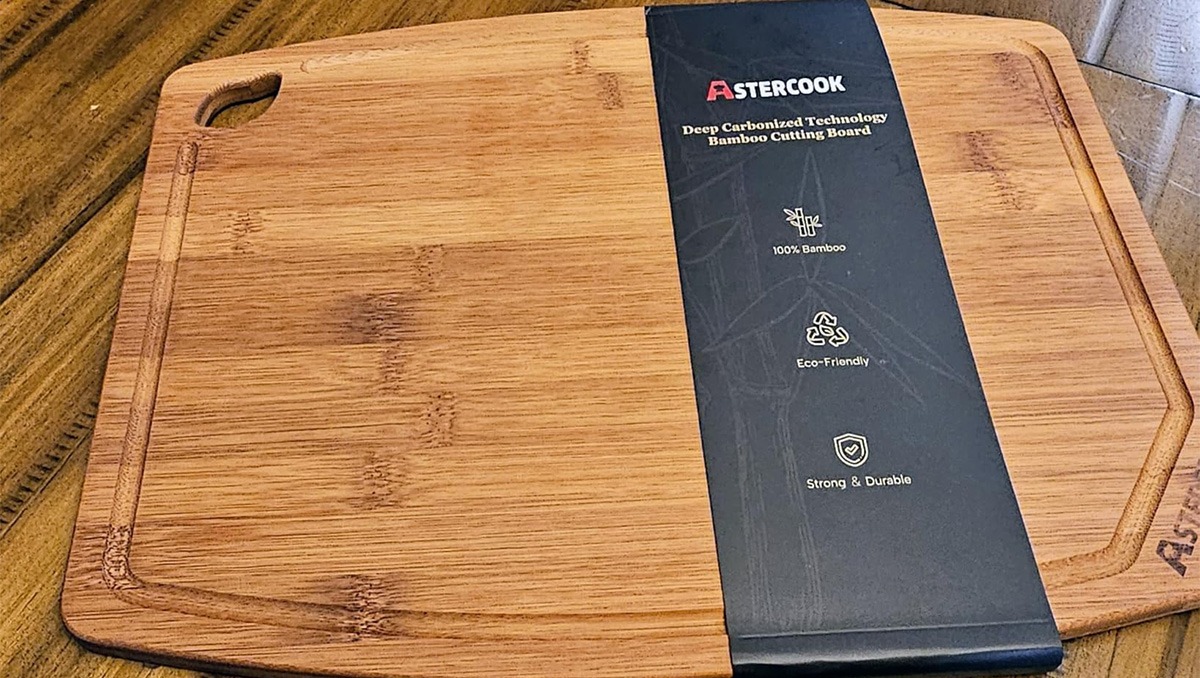 ASTERCOOK
Deep Carbonized Technology
Bamboo Cutting Board
100% Bamboo
Eco-Friendly
Strong & Durable